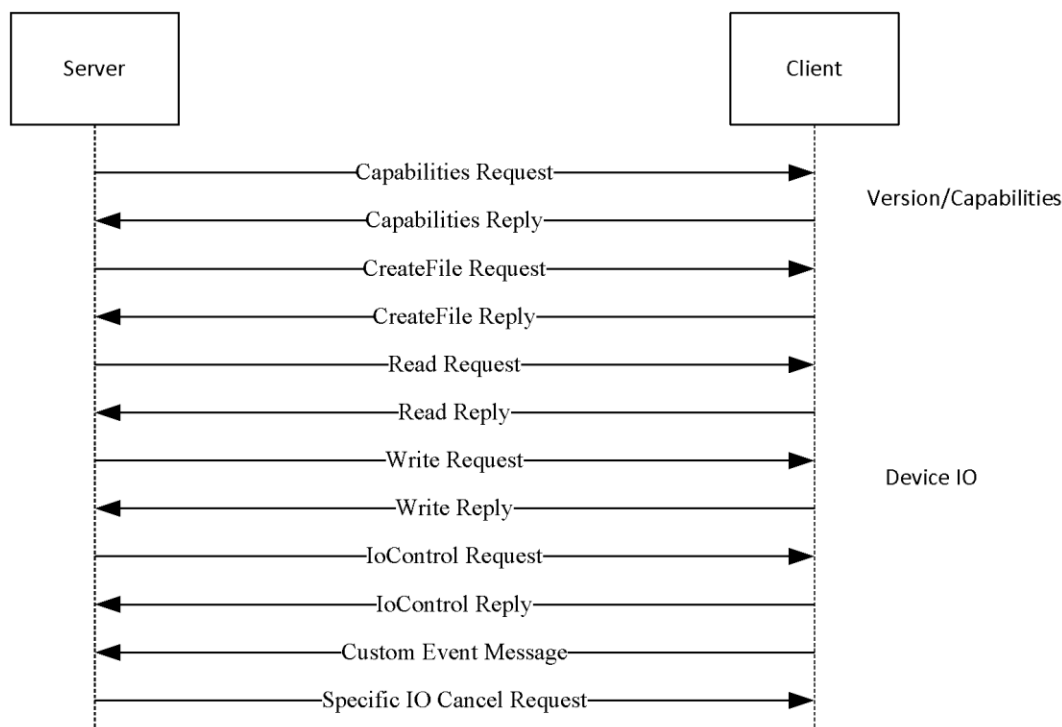 Server
Client
Capabilities Request
Version/Capabilities
Capabilities Reply
CreateFile Request
CreateFile Reply
Read Request
Read Reply
Write Request
Device IO
Write Reply
IoControl Request
IoControl Reply
Custom Event Message
Specific IO Cancel Request